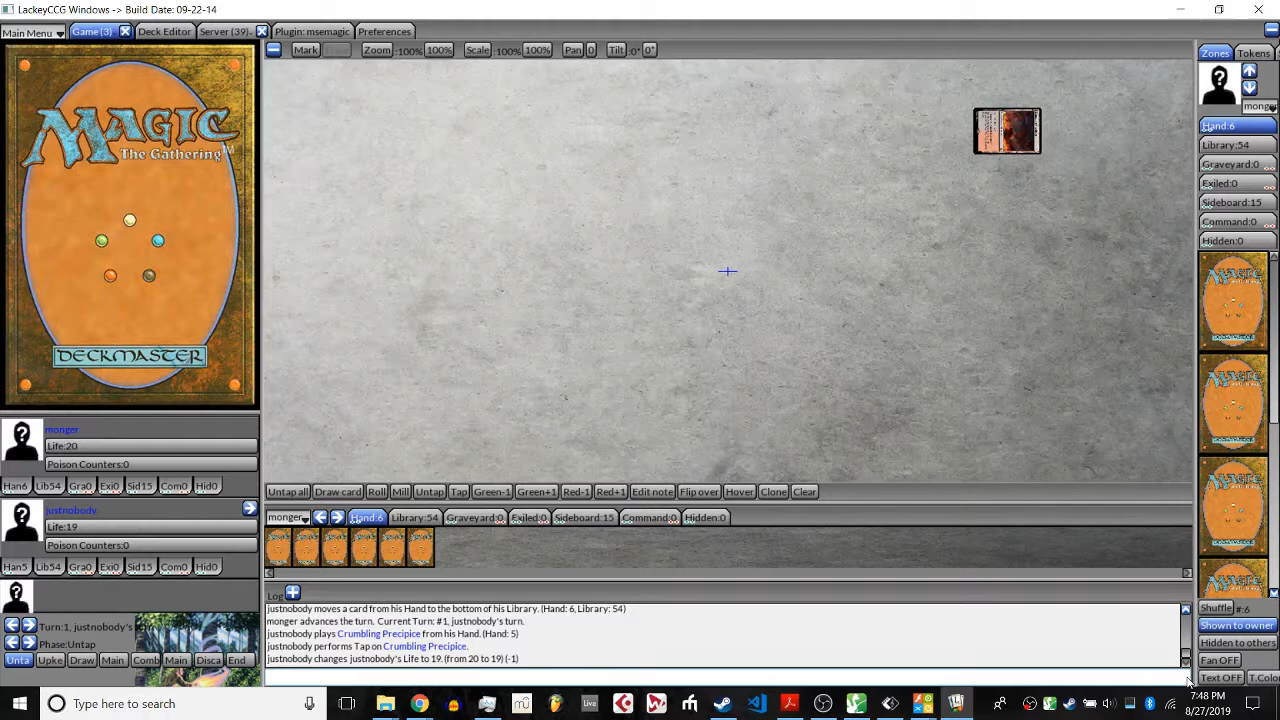 LackeyCCG Windows -> Build Date: 09-22-14
Main Menu
Game (3)
Deck Editor
Server (39)
Plugin: msemagic
Preferences
Mark
Zoom :100% 100%
Scale :100% 100%
Pan 0
Tilt :0° 0°
Zones
Tokens
MAGIC
The Gathering
TM
DECKMASTER
monger
Hand:6
Library:54
Graveyard:0
Exiled:0
Sideboard:15
Command:0
Hidden:0
monger
Life:20
Poison Counters:0
Han6 Lib54 Gra0 Exi0 Sid15 Com0 Hid0
justnobody
Life:19
Poison Counters:0
Han5 Lib54 Gra0 Exi0 Sid15 Com0 Hid0
Untap all Draw card Roll Mill Untap Tap Green-1 Green+1 Red-1 Red+1 Edit note Flip over Hover Clone Clear
monger
Hand:6 Library:54 Graveyard:0 Exiled:0 Sideboard:15 Command:0 Hidden:0
Log
justnobody moves a card from his Hand to the bottom of his Library. (Hand: 6, Library: 54)
monger advances the turn. Current Turn: #1, justnobody's turn.
justnobody plays Crumbling Precipice from his Hand. (Hand: 5)
justnobody performs Tap on Crumbling Precipice.
justnobody changes justnobody's Life to 19. (from 20 to 19) (-1)
Turn:1, justnobody's
Phase:Untap
Unta Upke Draw Main Comb Main Disca End
Shuffle #:6
Shown to owner
Hidden to others
Fan OFF
Text OFF
T.Colo
Type here to search
Live
7:48 PM
8/27/2019